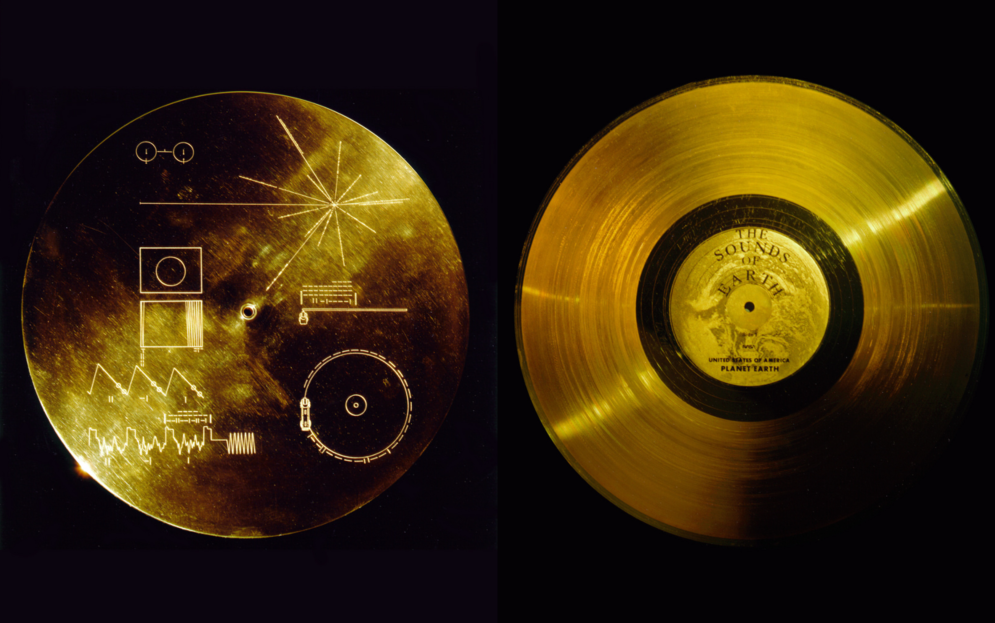 THE
SOUNDS
OF
EARTH
UNITED STATES OF AMERICA
PLANET EARTH